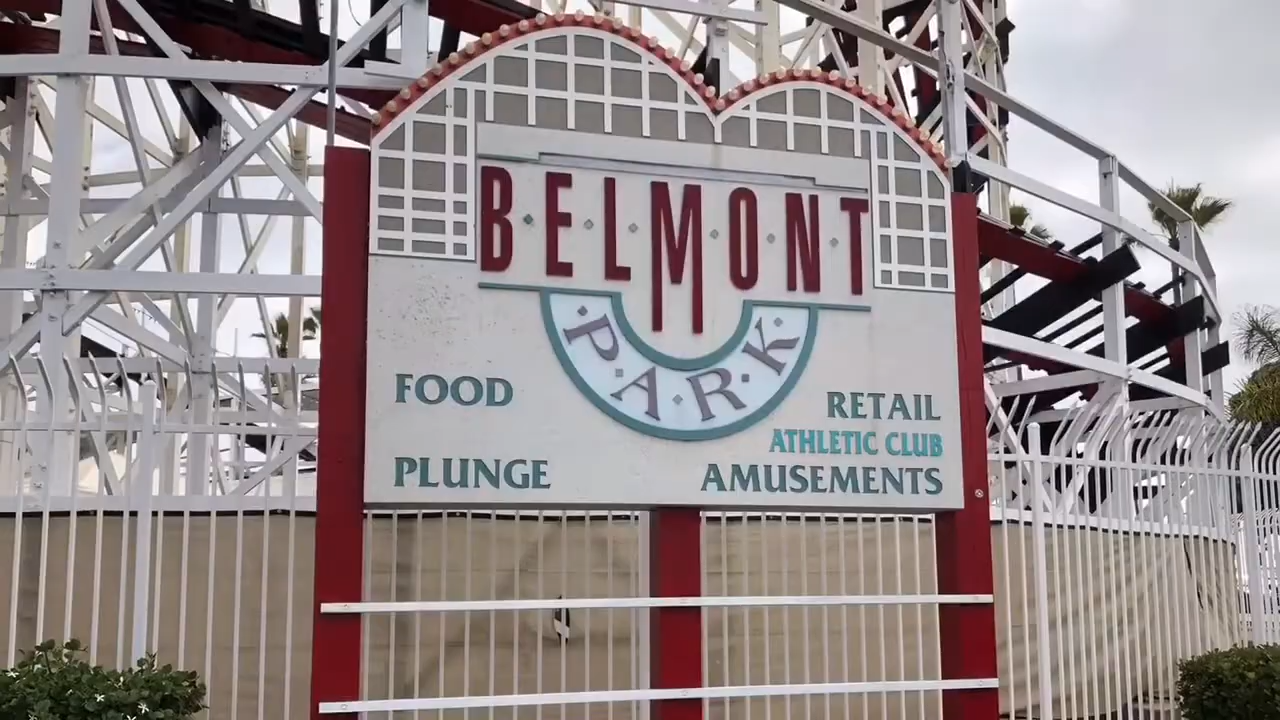 BELMONT
PARK
FOOD
RETAIL
ATHLETIC CLUB
PLUNGE
AMUSEMENTS